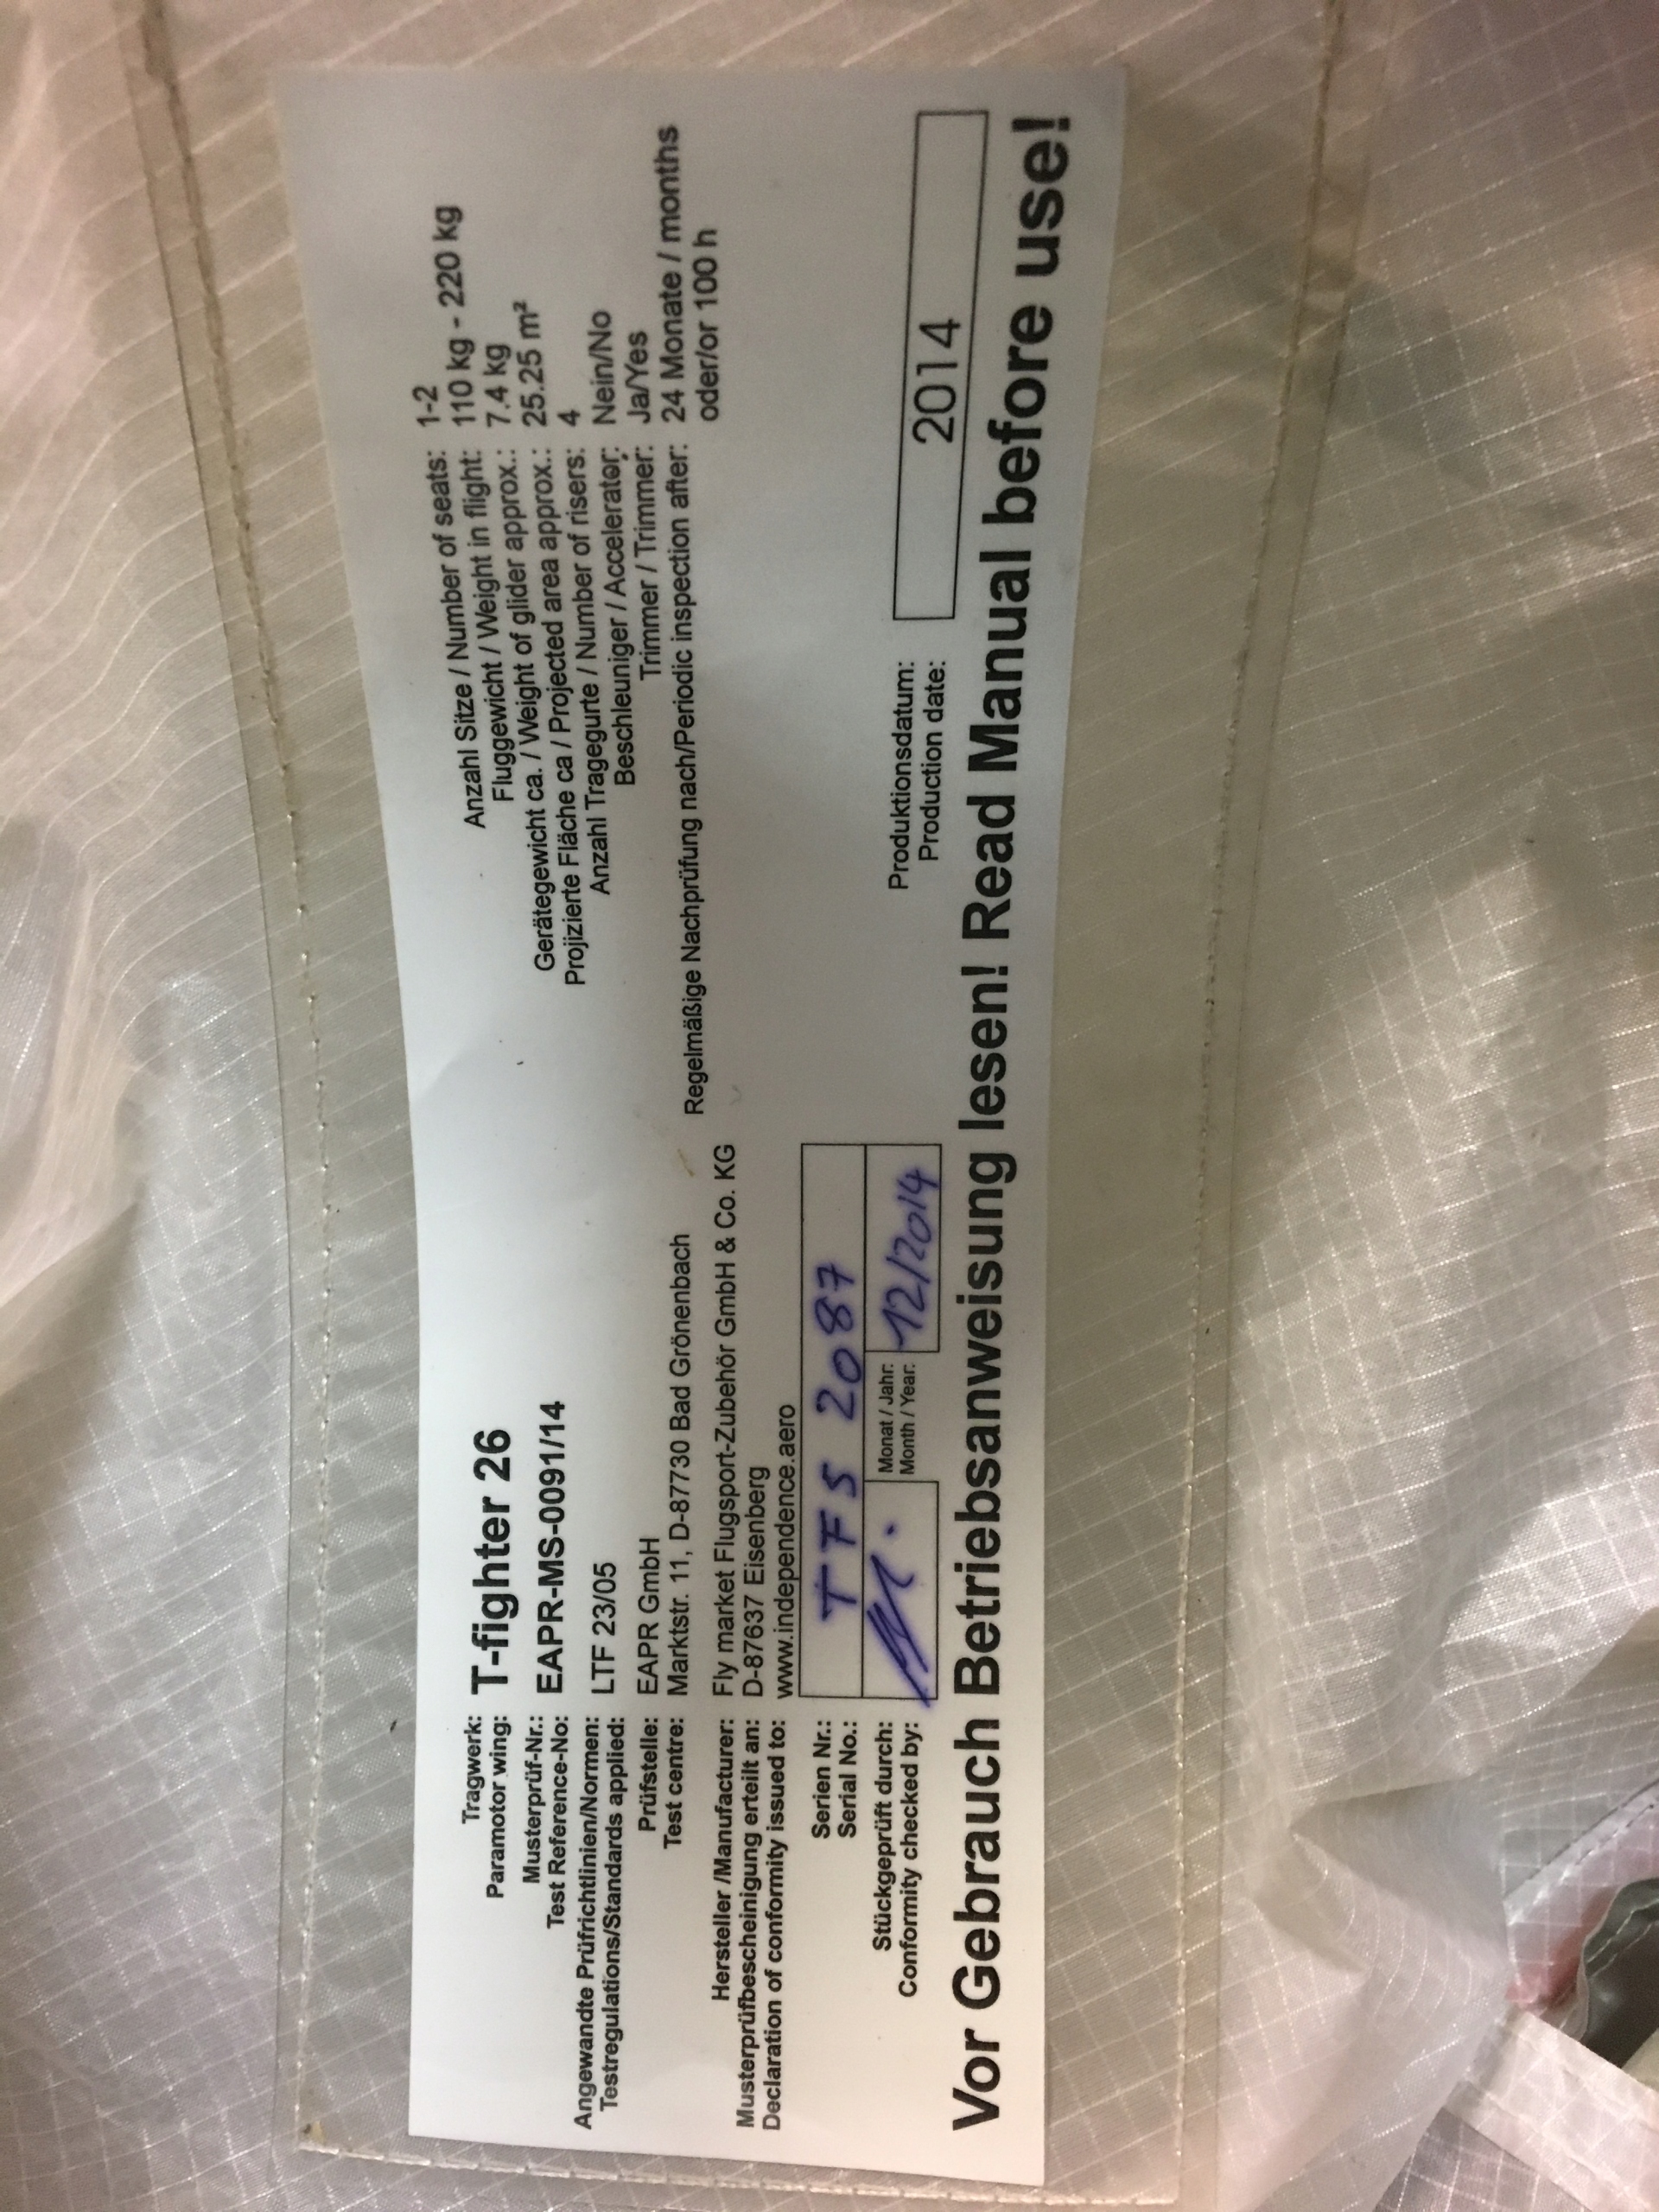 Tragwerk:
Paramotor wing: T-fighter 26
Musterprüf-Nr.:
Test Reference-No: EAPR-MS-0091/14
Angewandte Prüfrichtlinien/Normen:
Testregulations/Standards applied: LTF 23/05
Prüfstelle: EAPR GmbH
Test centre: Marktstr. 11, D-87730 Bad Grönenbach
Hersteller /Manufacturer: Fly market Flugsport-Zubehör GmbH & Co. KG
Musterprüfbescheinigung erteilt an: D-87637 Eisenberg
Declaration of conformity issued to: www.independence.aero
Serien Nr.:
Serial No.: TFS 2087
Stückgeprüft durch:
Conformity checked by:
Monat / Jahr:
Month / Year: 12/2014
Anzahl Sitze / Number of seats: 1-2
Fluggewicht / Weight in flight: 110 kg - 220 kg
Gerätegewicht ca. / Weight of glider approx.: 7.4 kg
Projizierte Fläche ca / Projected area approx.: 25.25 m²
Anzahl Tragegurte / Number of risers: 4
Beschleuniger / Accelerator: Nein/No
Trimmer / Trimmer: Ja/Yes
Regelmäßige Nachprüfung nach/Periodic inspection after: 24 Monate / months
oder/or 100 h
Produktionsdatum:
Production date: 2014
Vor Gebrauch Betriebsanweisung lesen! Read Manual before use!